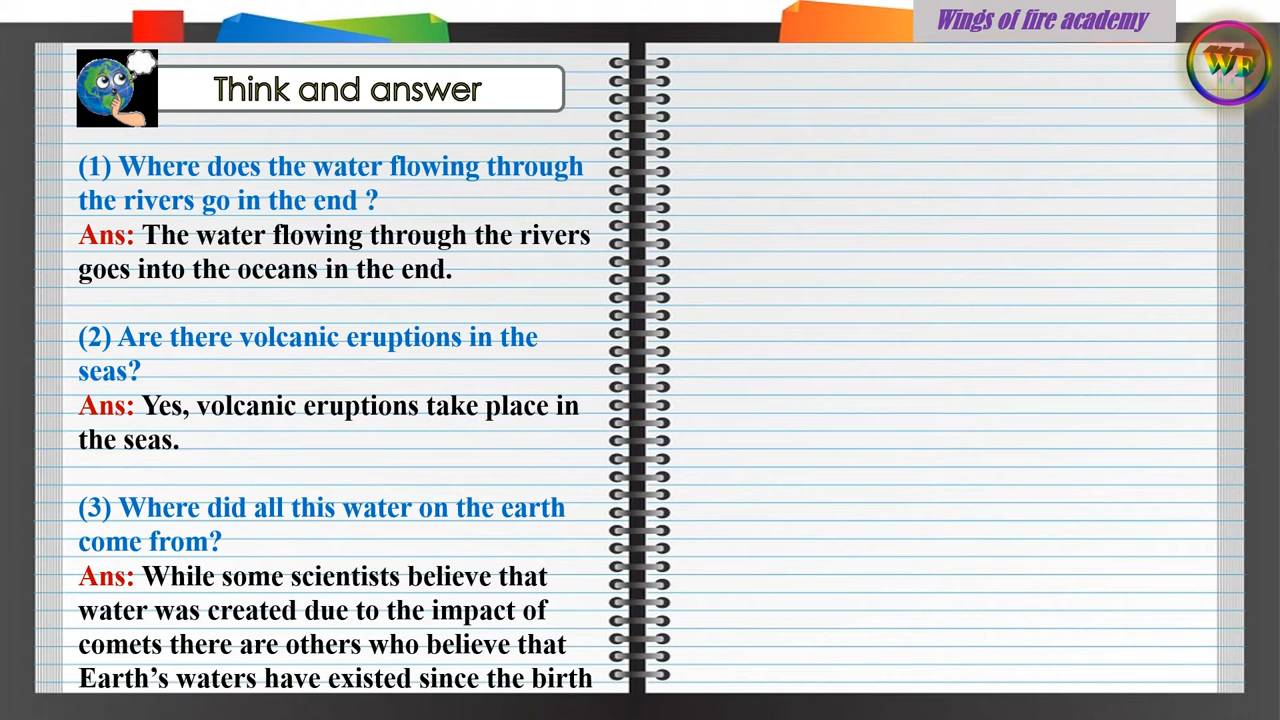 Wings of fire academy
WF
Think and answer
(1) Where does the water flowing through
the rivers go in the end ?
Ans: The water flowing through the rivers
goes into the oceans in the end.
(2) Are there volcanic eruptions in the
seas?
Ans: Yes, volcanic eruptions take place in
the seas.
(3) Where did all this water on the earth
come from?
Ans: While some scientists believe that
water was created due to the impact of
comets there are others who believe that
Earth’s waters have existed since the birth